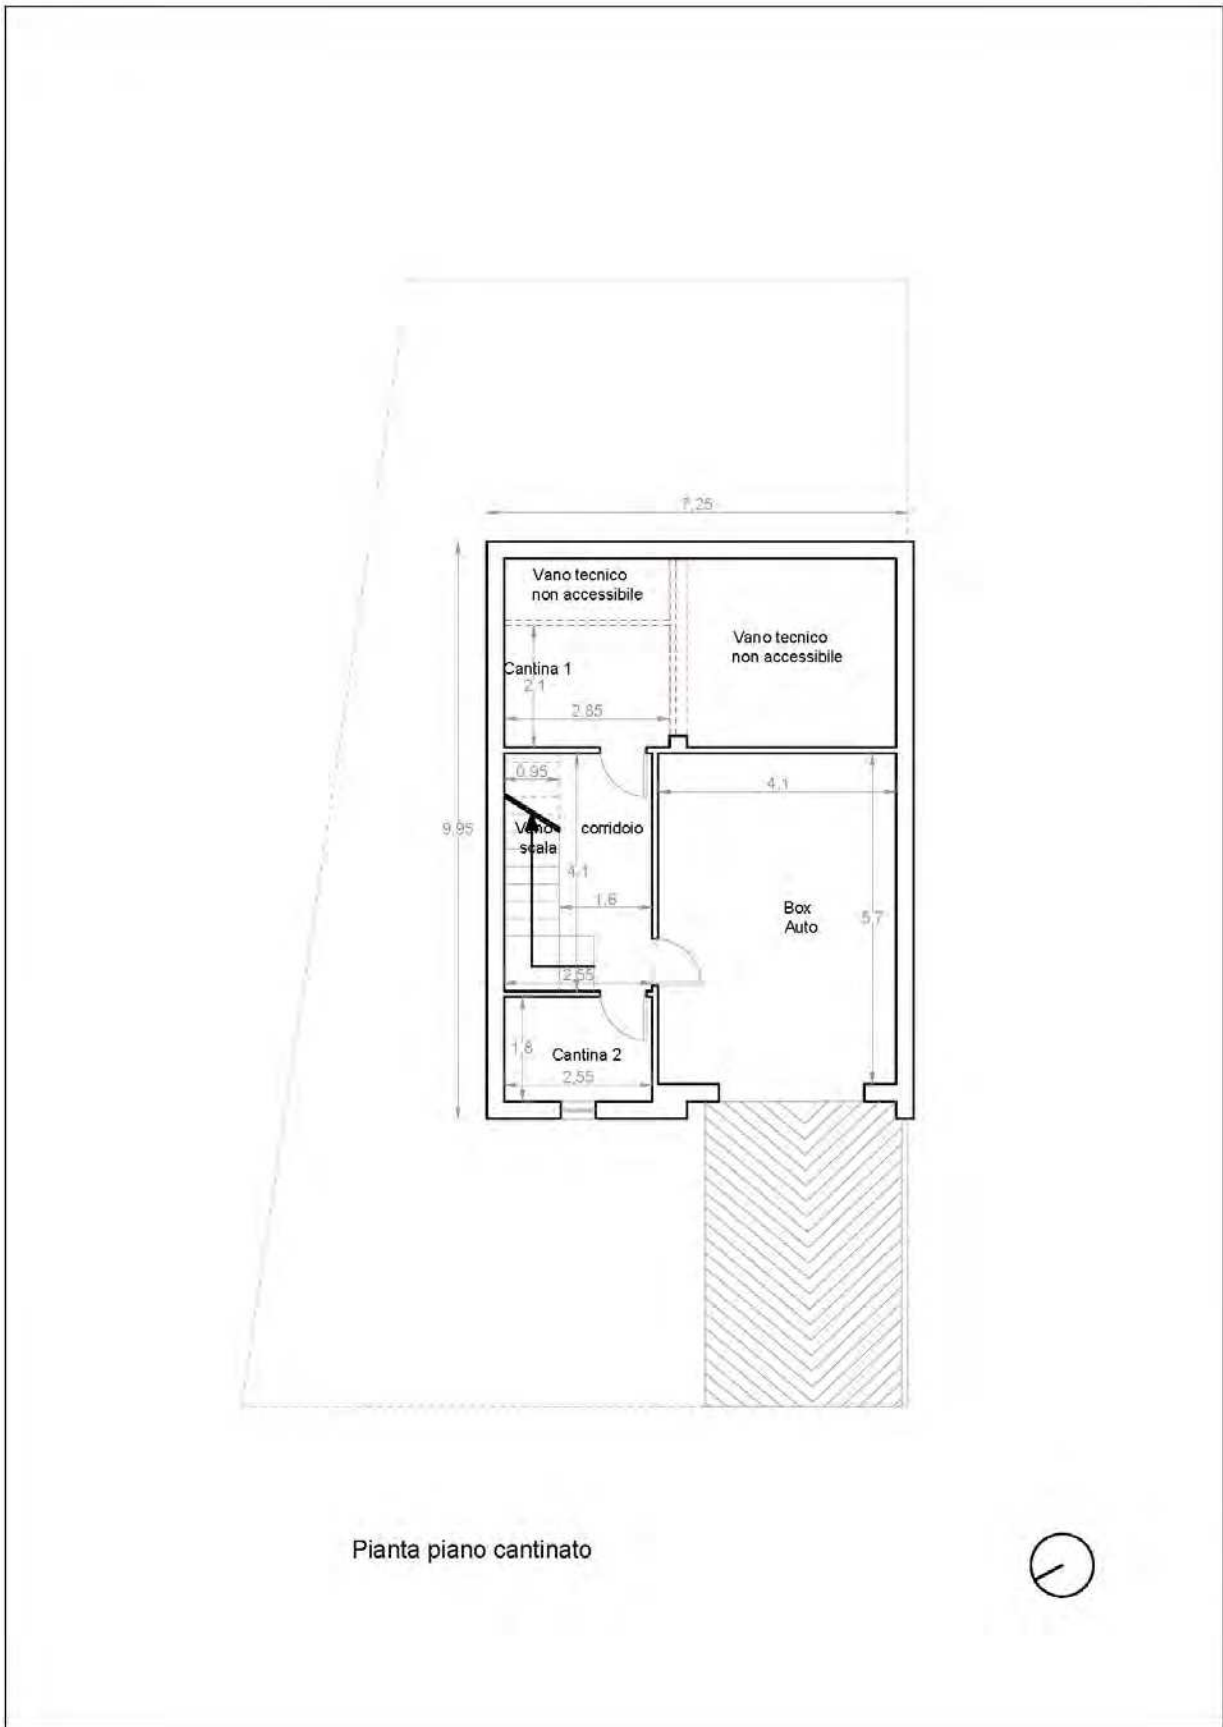 7,25
Vano tecnico
non accessibile
Vano tecnico
non accessibile
Cantina 1
2,1
2,85
0,95
4,1
9,95
Vano
scala
corridoio
4,1
1,6
Box
Auto
5,7
2,55
1,8
Cantina 2
2,55
Pianta piano cantinato